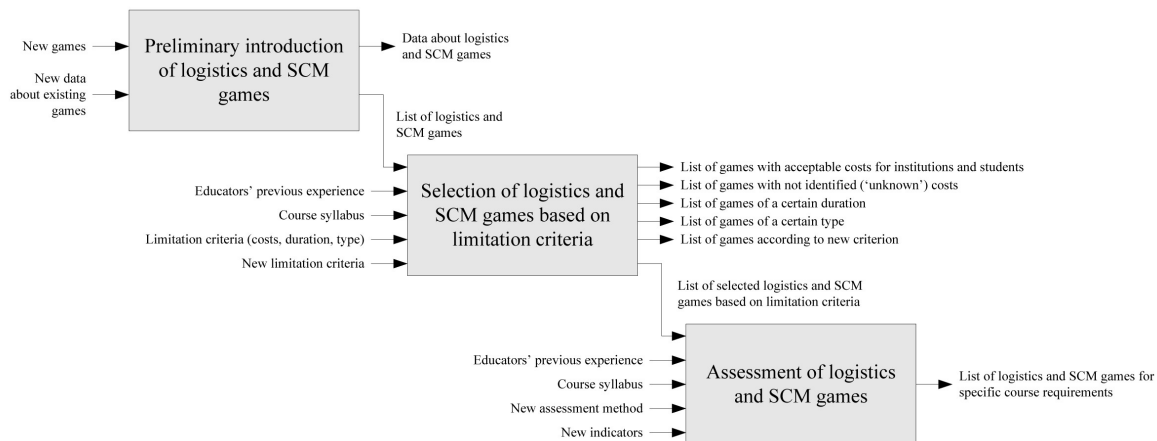 New games
New data
about existing
games
Preliminary introduction
of logistics and SCM
games
Data about logistics
and SCM games
List of logistics and
SCM games
Educators’ previous experience
Course syllabus
Limitation criteria (costs, duration, type)
New limitation criteria
Selection of logistics and
SCM games based on
limitation criteria
List of games with acceptable costs for institutions and students
List of games with not identified (‘unknown’) costs
List of games of a certain duration
List of games of a certain type
List of games according to new criterion
List of selected logistics and SCM
games based on limitation criteria
Educators’ previous experience
Course syllabus
New assessment method
New indicators
Assessment of logistics
and SCM games
List of logistics and SCM games for
specific course requirements